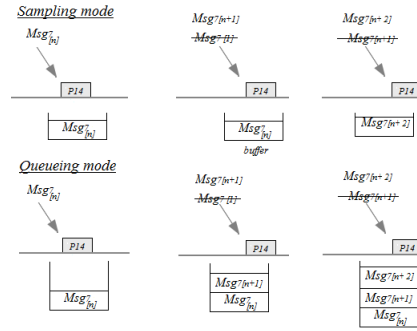 Sampling mode
Msg7[n]
Msg7[n+1]
Msg7[1]
Msg7[n+2]
Msg7[n+1]
P14
P14
P14
Msg7[n]
Msg7[n]
Msg7[n+2]
buffer
Queueing mode
Msg7[n]
Msg7[n+1]
Msg7[1]
Msg7[n+2]
Msg7[n+1]
P14
P14
P14
Msg7[n+2]
Msg7[n+1]
Msg7[n+1]
Msg7[n]
Msg7[n]
Msg7[n]